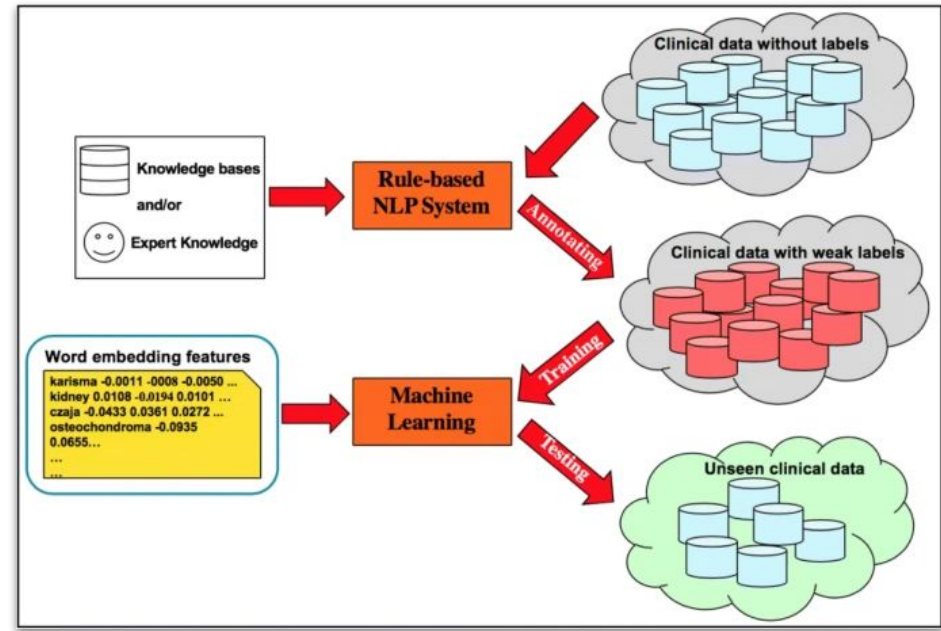 Clinical data without labels
Knowledge bases
and/or
Expert Knowledge
Rule-based
NLP System
Annotating
Clinical data with weak labels
Word embedding features
karisma -0.0011 -0008 -0.0050 ...
kidney 0.0108 -0.0194 0.0101 ...
czaja -0.0433 0.0361 0.0272 ...
osteochondroma -0.0935
0.0655...
...
...
Machine
Learning
Training
Testing
Unseen clinical data